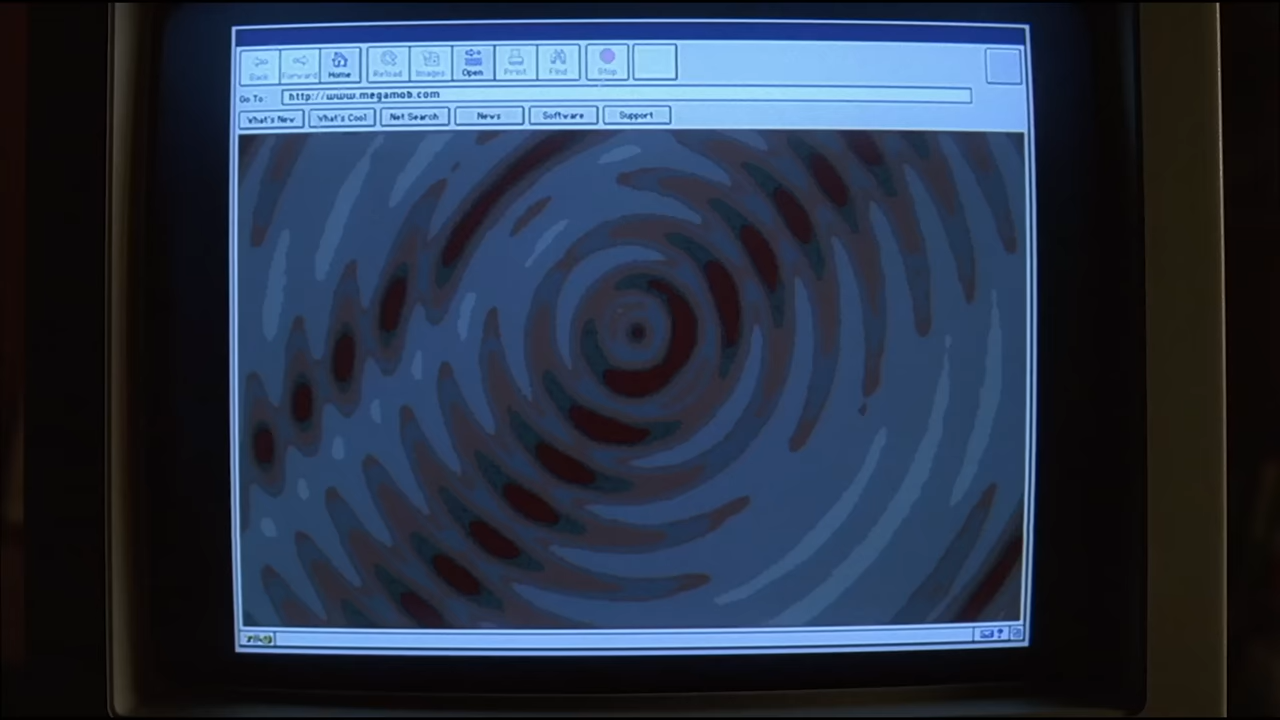 Back Forward Home Reload Images Open Print Find Stop
Go To: http://www.megamob.com
What's New What's Cool Net Search News Software Support
?